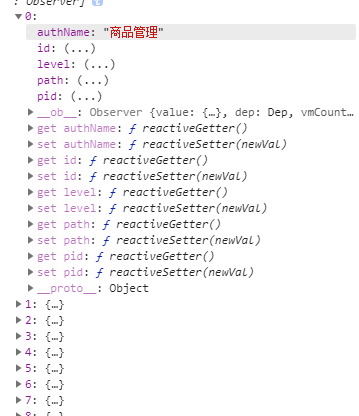 : Observer] i
▼ 0:
authName: "商品管理"
id: (...)
level: (...)
path: (...)
pid: (...)
▶ __ob__: Observer {value: {…}, dep: Dep, vmCount…
▶ get authName: ƒ reactiveGetter()
▶ set authName: ƒ reactiveSetter(newVal)
▶ get id: ƒ reactiveGetter()
▶ set id: ƒ reactiveSetter(newVal)
▶ get level: ƒ reactiveGetter()
▶ set level: ƒ reactiveSetter(newVal)
▶ get path: ƒ reactiveGetter()
▶ set path: ƒ reactiveSetter(newVal)
▶ get pid: ƒ reactiveGetter()
▶ set pid: ƒ reactiveSetter(newVal)
▶ __proto__: Object
▶ 1: {…}
▶ 2: {…}
▶ 3: {…}
▶ 4: {…}
▶ 5: {…}
▶ 6: {…}
▶ 7: {…}